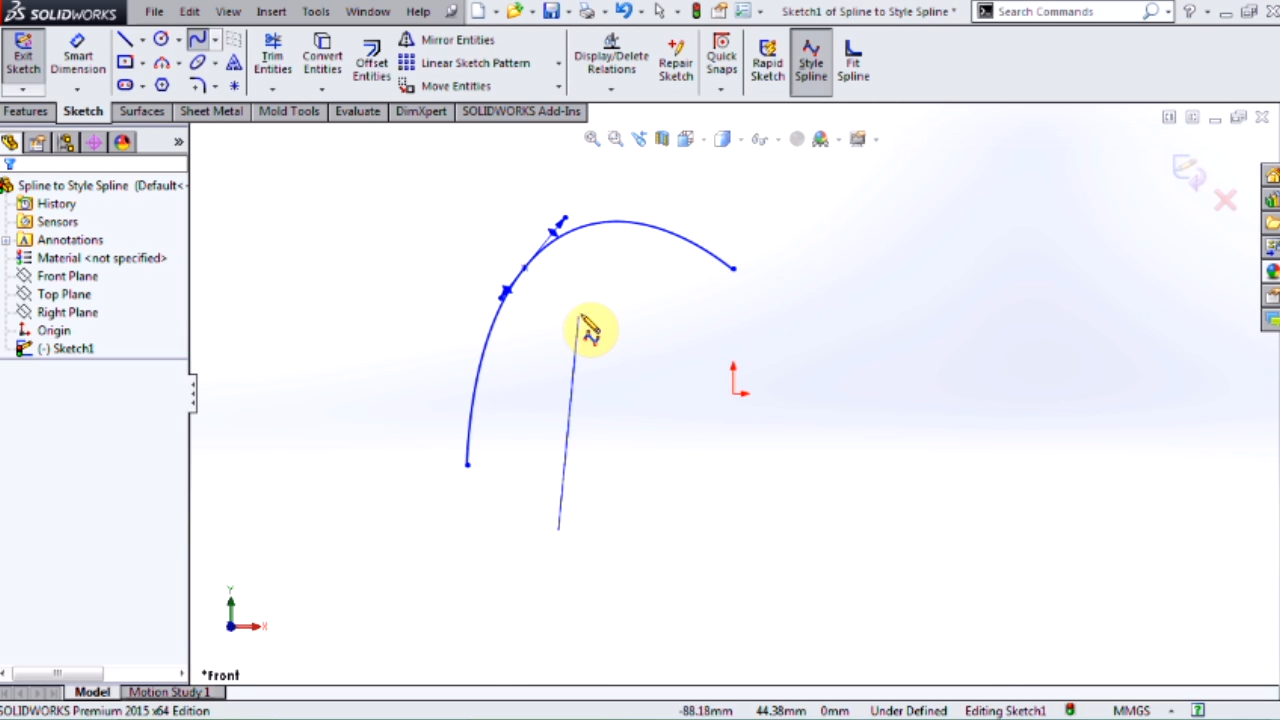 SOLIDWORKS File Edit View Insert Tools Window Help Sketch1 of Spline to Style Spline * Search Commands
Exit Sketch Smart Dimension Trim Entities Convert Entities Offset Entities Mirror Entities Linear Sketch Pattern Move Entities Display/Delete Relations Repair Sketch Quick Snaps Rapid Sketch Style Spline Fit Spline
Features Sketch Surfaces Sheet Metal Mold Tools Evaluate DimXpert SOLIDWORKS Add-Ins
Spline to Style Spline (Default<
History
Sensors
Annotations
Material <not specified>
Front Plane
Top Plane
Right Plane
Origin
(-) Sketch1
Y
X
*Front
Model Motion Study 1
SOLIDWORKS Premium 2015 x64 Edition -88.18mm 44.38mm 0mm Under Defined Editing Sketch1 MMGS